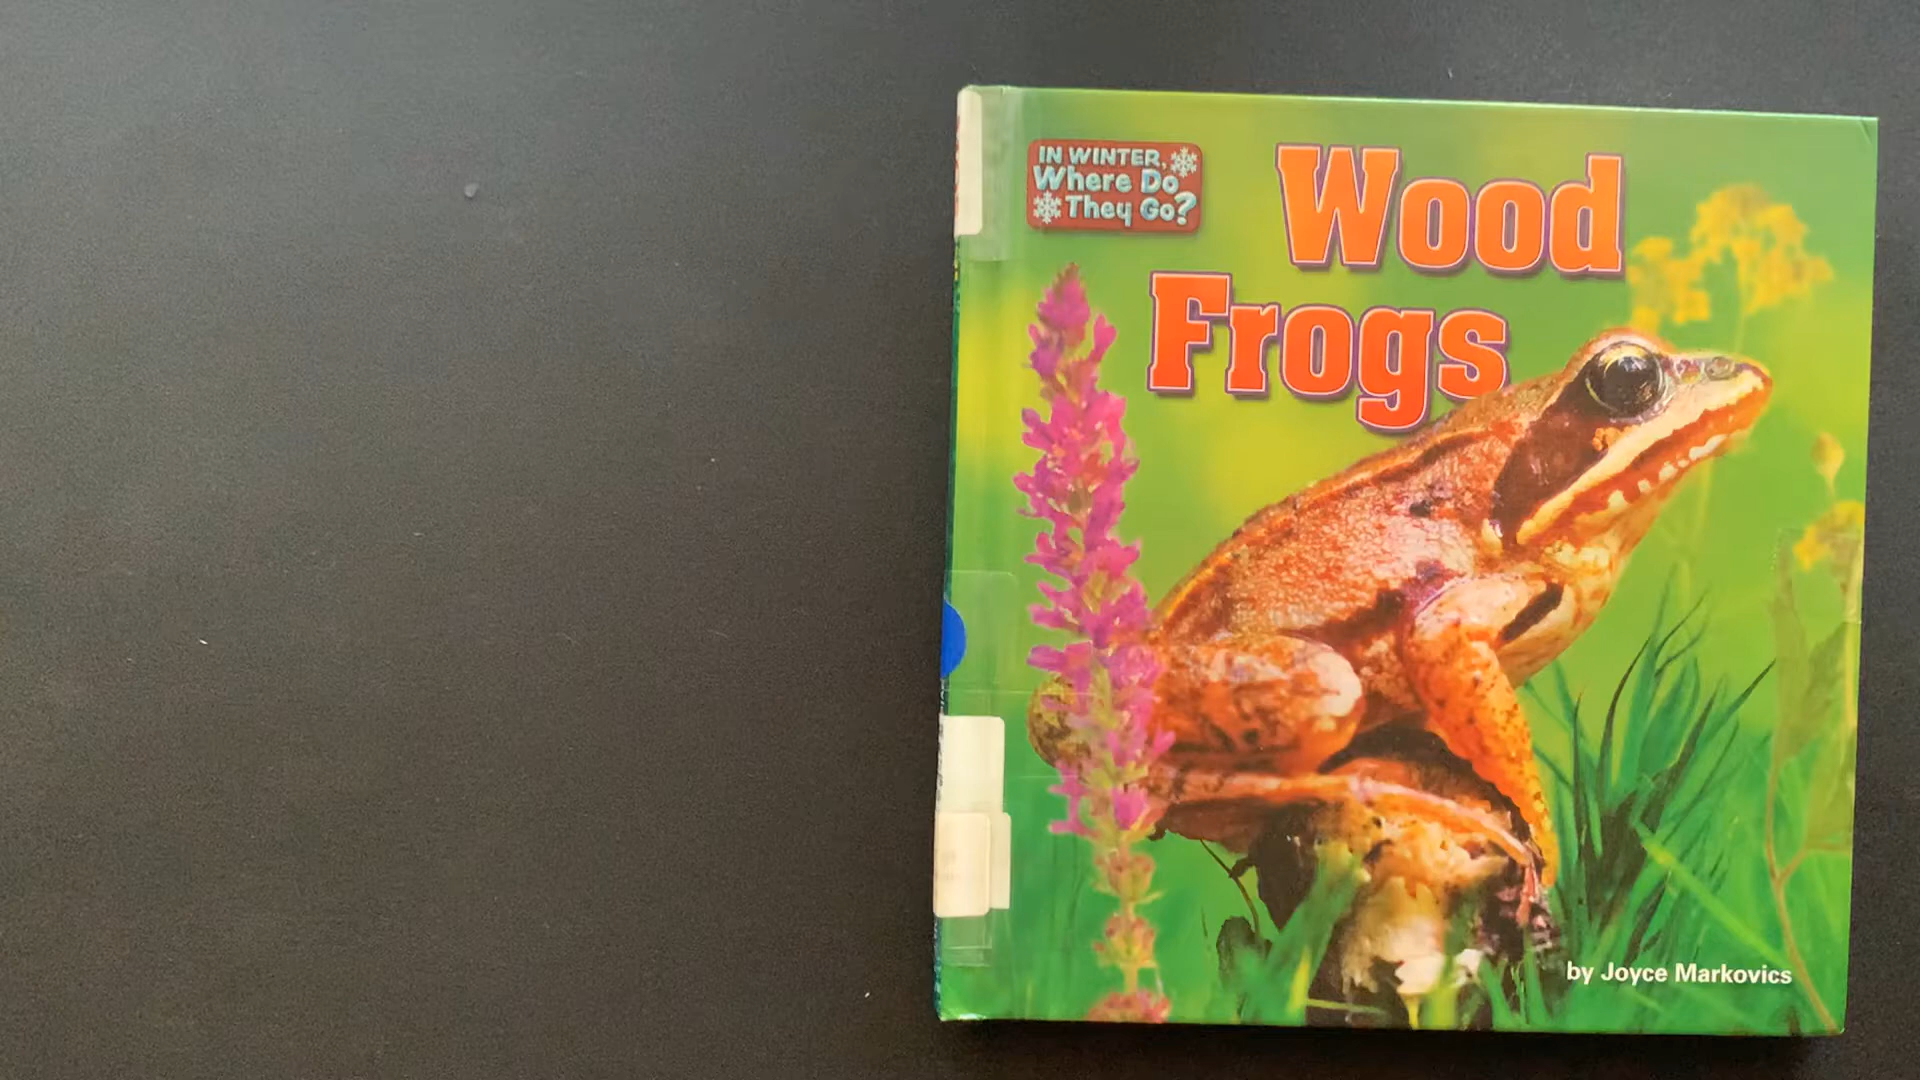 IN WINTER,
Where Do
They Go?
Wood
Frogs
by Joyce Markovics